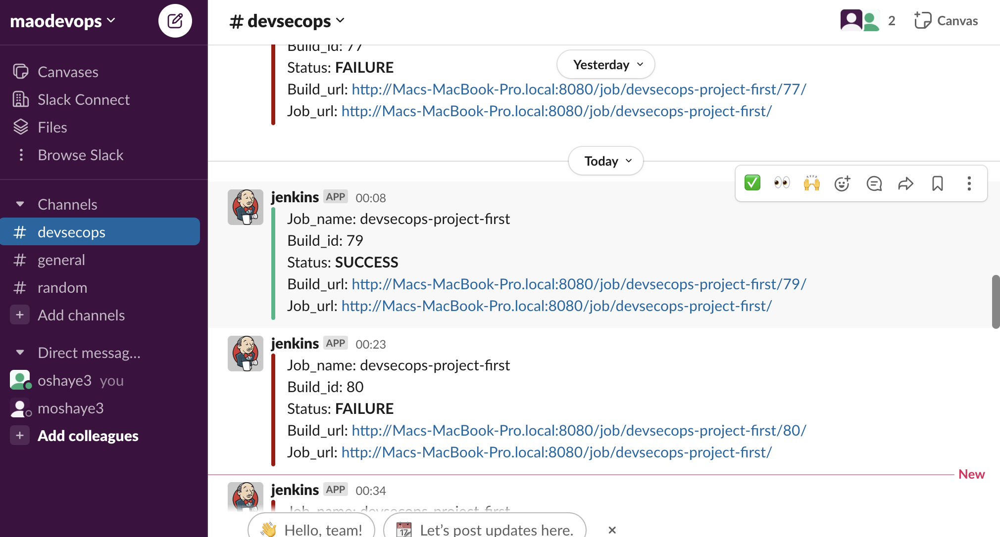 maodevops
Canvases
Slack Connect
Files
Browse Slack
Channels
# devsecops
# general
# random
+ Add channels
Direct messag...
oshaye3 you
moshaye3
+ Add colleagues
# devsecops
2
Canvas
Build_id: 77
Status: FAILURE
Build_url: http://Macs-MacBook-Pro.local:8080/job/devsecops-project-first/77/
Job_url: http://Macs-MacBook-Pro.local:8080/job/devsecops-project-first/
Yesterday
Today
jenkins APP 00:08
Job_name: devsecops-project-first
Build_id: 79
Status: SUCCESS
Build_url: http://Macs-MacBook-Pro.local:8080/job/devsecops-project-first/79/
Job_url: http://Macs-MacBook-Pro.local:8080/job/devsecops-project-first/
jenkins APP 00:23
Job_name: devsecops-project-first
Build_id: 80
Status: FAILURE
Build_url: http://Macs-MacBook-Pro.local:8080/job/devsecops-project-first/80/
Job_url: http://Macs-MacBook-Pro.local:8080/job/devsecops-project-first/
New
jenkins APP 00:34
Job_name: devsecops-project-first
👋 Hello, team!
JUL 17 Let's post updates here.